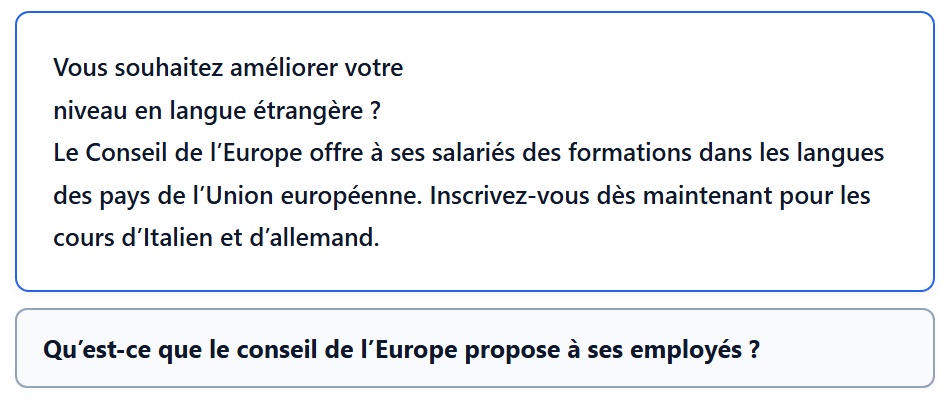 Vous souhaitez améliorer votre
niveau en langue étrangère ?
Le Conseil de l’Europe offre à ses salariés des formations dans les langues
des pays de l’Union européenne. Inscrivez-vous dès maintenant pour les
cours d’Italien et d’allemand.
Qu’est-ce que le conseil de l’Europe propose à ses employés ?